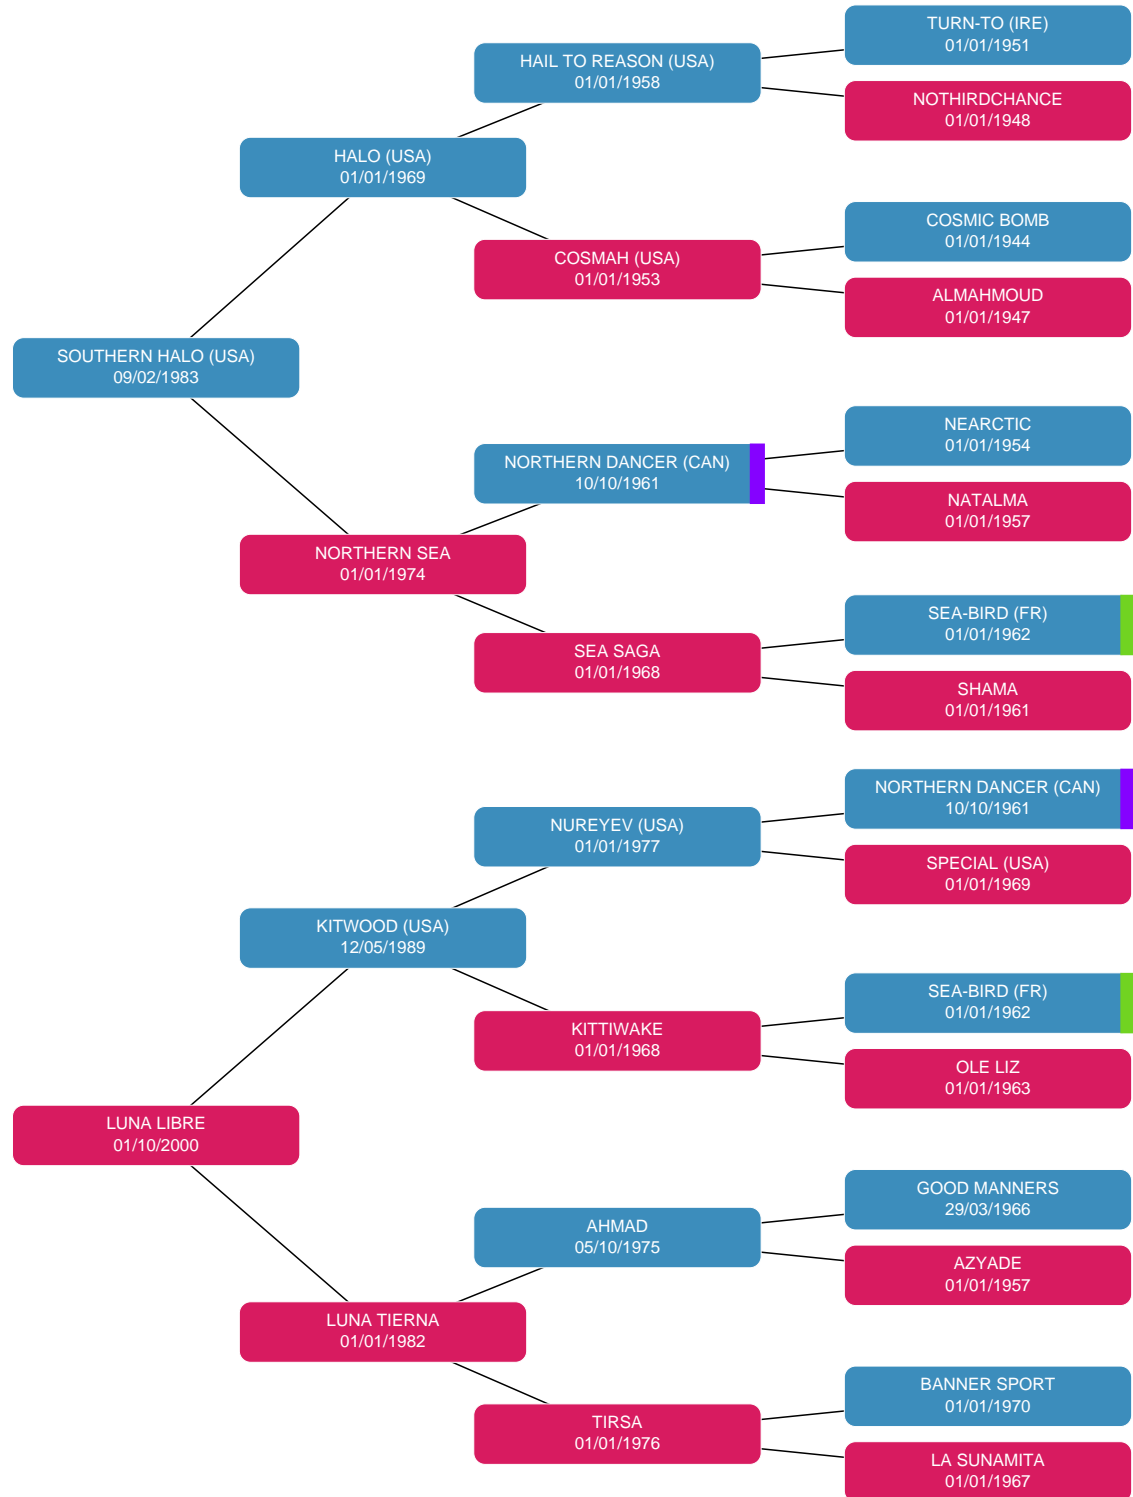 TURN-TO (IRE)
01/01/1951
HAIL TO REASON (USA)
01/01/1958
NOTHIRDCHANCE
01/01/1948
HALO (USA)
01/01/1969
COSMIC BOMB
01/01/1944
COSMAH (USA)
01/01/1953
ALMAHMOUD
01/01/1947
SOUTHERN HALO (USA)
09/02/1983
NEARCTIC
01/01/1954
NORTHERN DANCER (CAN)
10/10/1961
NATALMA
01/01/1957
NORTHERN SEA
01/01/1974
SEA-BIRD (FR)
01/01/1962
SEA SAGA
01/01/1968
SHAMA
01/01/1961
NORTHERN DANCER (CAN)
10/10/1961
NUREYEV (USA)
01/01/1977
SPECIAL (USA)
01/01/1969
KITWOOD (USA)
12/05/1989
SEA-BIRD (FR)
01/01/1962
KITTIWAKE
01/01/1968
OLE LIZ
01/01/1963
LUNA LIBRE
01/10/2000
GOOD MANNERS
29/03/1966
AHMAD
05/10/1975
AZYADE
01/01/1957
LUNA TIERNA
01/01/1982
BANNER SPORT
01/01/1970
TIRSA
01/01/1976
LA SUNAMITA
01/01/1967